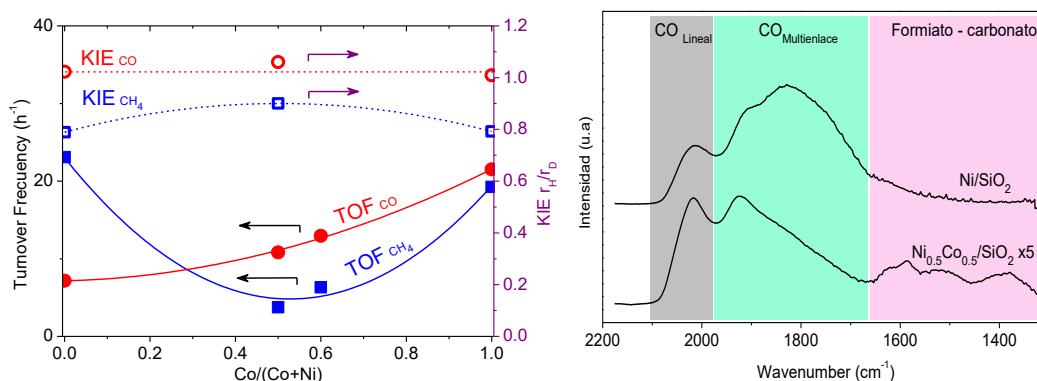 40
20
0
Turnover Frecuency (h⁻¹)
1.2
1.0
0.8
0.6
0.4
0.2
0.0
KIE r_H/r_D
0.0
0.2
0.4
0.6
0.8
1.0
Co/(Co+Ni)
KIE CO
KIE CH₄
TOF CO
TOF CH₄
CO Lineal
CO Multienlace
Formiato - carbonato
Intensidad (u.a)
Ni/SiO₂
Ni₀.₅Co₀.₅/SiO₂ x5
2200
2000
1800
1600
1400
Wavenumber (cm⁻¹)